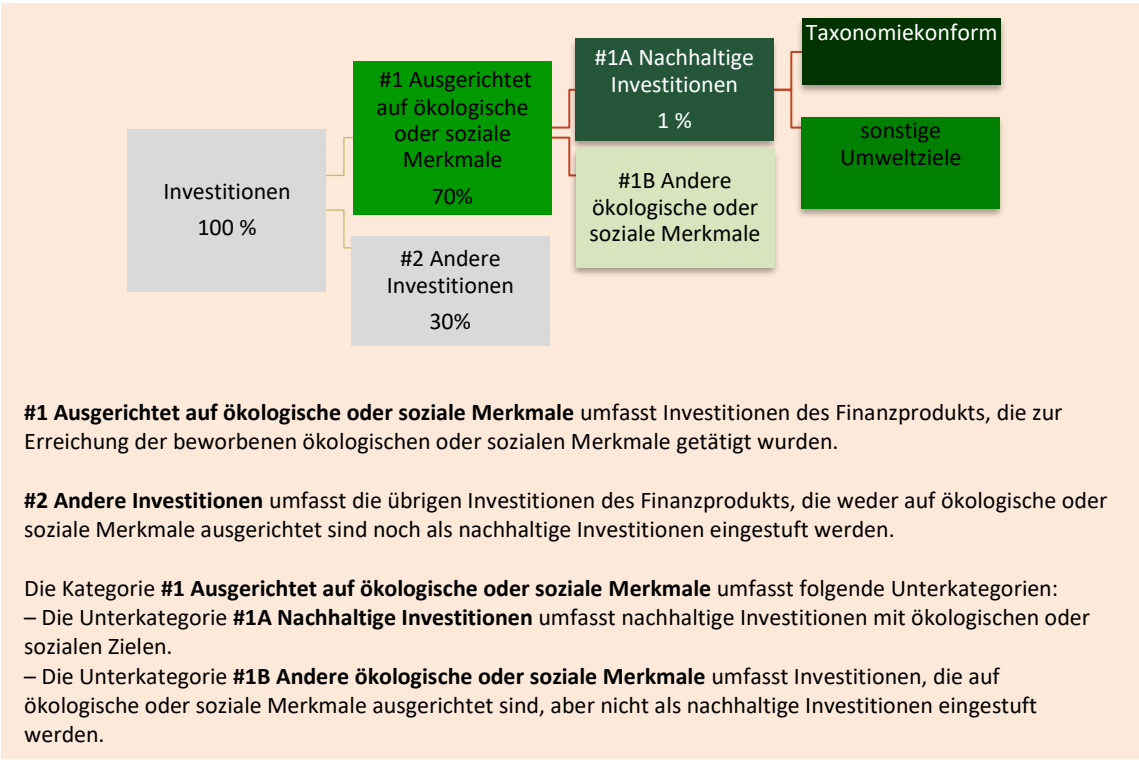 Investitionen
100 %
#1 Ausgerichtet
auf ökologische
oder soziale
Merkmale
70%
#2 Andere
Investitionen
30%
#1A Nachhaltige
Investitionen
1 %
#1B Andere
ökologische oder
soziale Merkmale
Taxonomiekonform
sonstige
Umweltziele
#1 Ausgerichtet auf ökologische oder soziale Merkmale umfasst Investitionen des Finanzprodukts, die zur
Erreichung der beworbenen ökologischen oder sozialen Merkmale getätigt wurden.
#2 Andere Investitionen umfasst die übrigen Investitionen des Finanzprodukts, die weder auf ökologische oder
soziale Merkmale ausgerichtet sind noch als nachhaltige Investitionen eingestuft werden.
Die Kategorie #1 Ausgerichtet auf ökologische oder soziale Merkmale umfasst folgende Unterkategorien:
– Die Unterkategorie #1A Nachhaltige Investitionen umfasst nachhaltige Investitionen mit ökologischen oder
sozialen Zielen.
– Die Unterkategorie #1B Andere ökologische oder soziale Merkmale umfasst Investitionen, die auf
ökologische oder soziale Merkmale ausgerichtet sind, aber nicht als nachhaltige Investitionen eingestuft
werden.